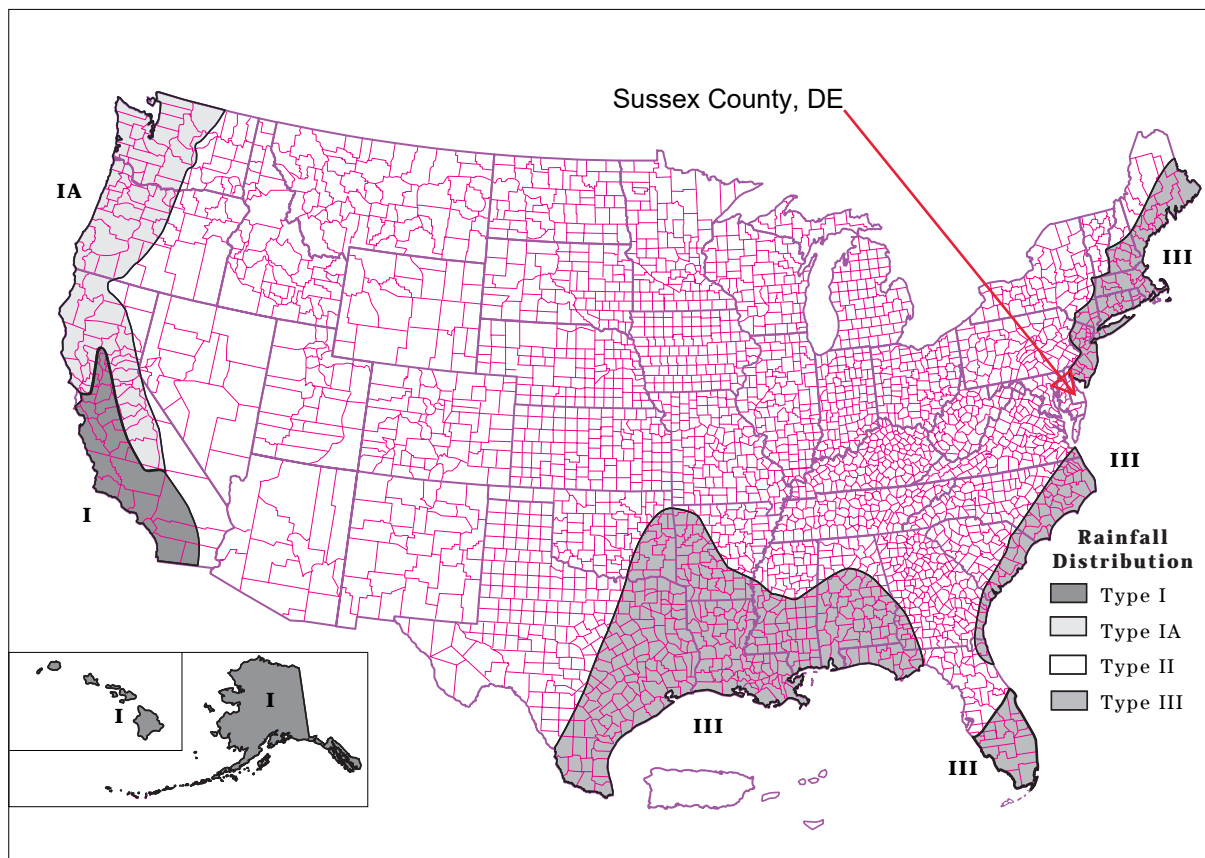 Sussex County, DE
IA
III
III
I
Rainfall
Distribution
Type I
Type IA
Type II
Type III
I
I
III
III